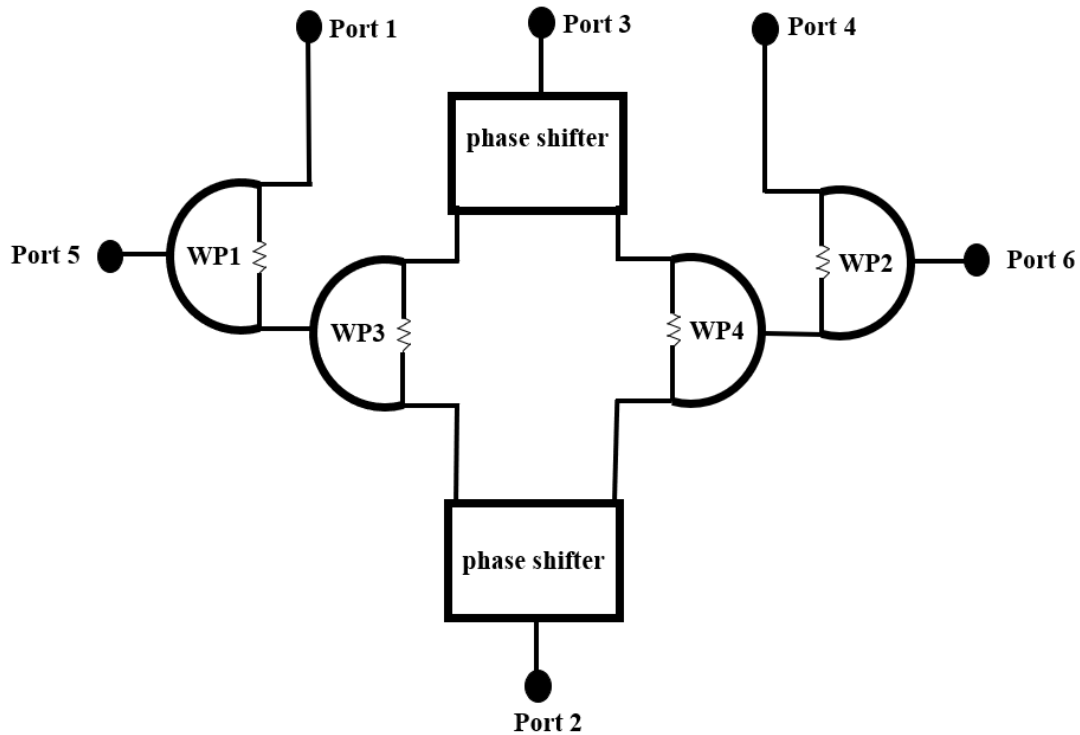 Port 1
Port 3
Port 4
phase shifter
Port 5
WP1
WP2
Port 6
WP3
WP4
phase shifter
Port 2